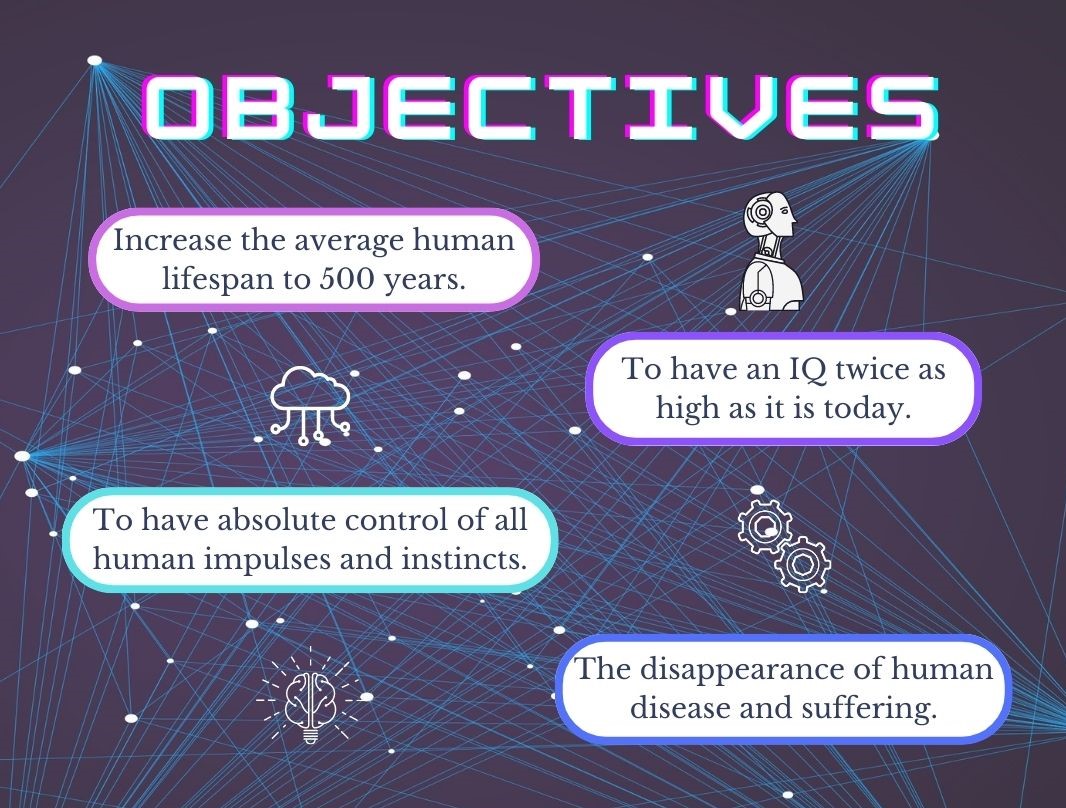 OBJECTIVES
Increase the average human
lifespan to 500 years.
To have an IQ twice as
high as it is today.
To have absolute control of all
human impulses and instincts.
The disappearance of human
disease and suffering.